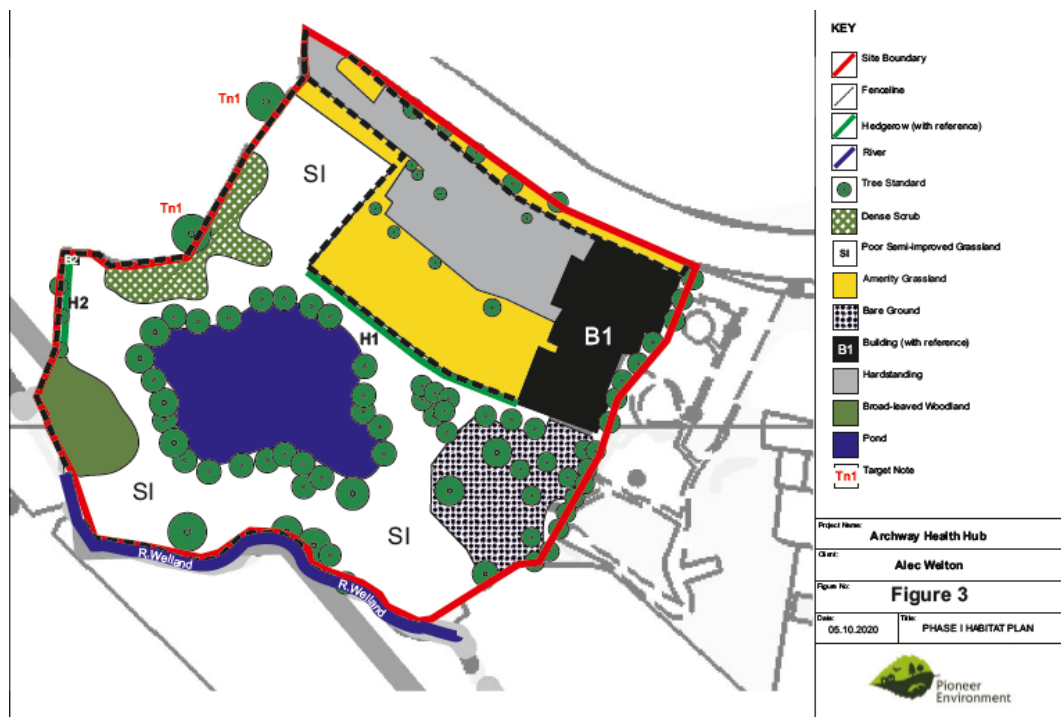 Tn1
SI
Tn1
B2
H2
H1
B1
SI
SI
R.Welland
R.Welland
KEY
Site Boundary
Fenceline
Hedgerow (with reference)
River
Tree Standard
Dense Scrub
SI
Poor Semi-improved Grassland
Amenity Grassland
Bare Ground
B1
Building (with reference)
Hardstanding
Broad-leaved Woodland
Pond
Tn1
Target Note
Project Name:
Archway Health Hub
Client:
Alec Welton
Figure No:
Figure 3
Date:
05.10.2020
Title:
PHASE I HABITAT PLAN
Pioneer
Environment